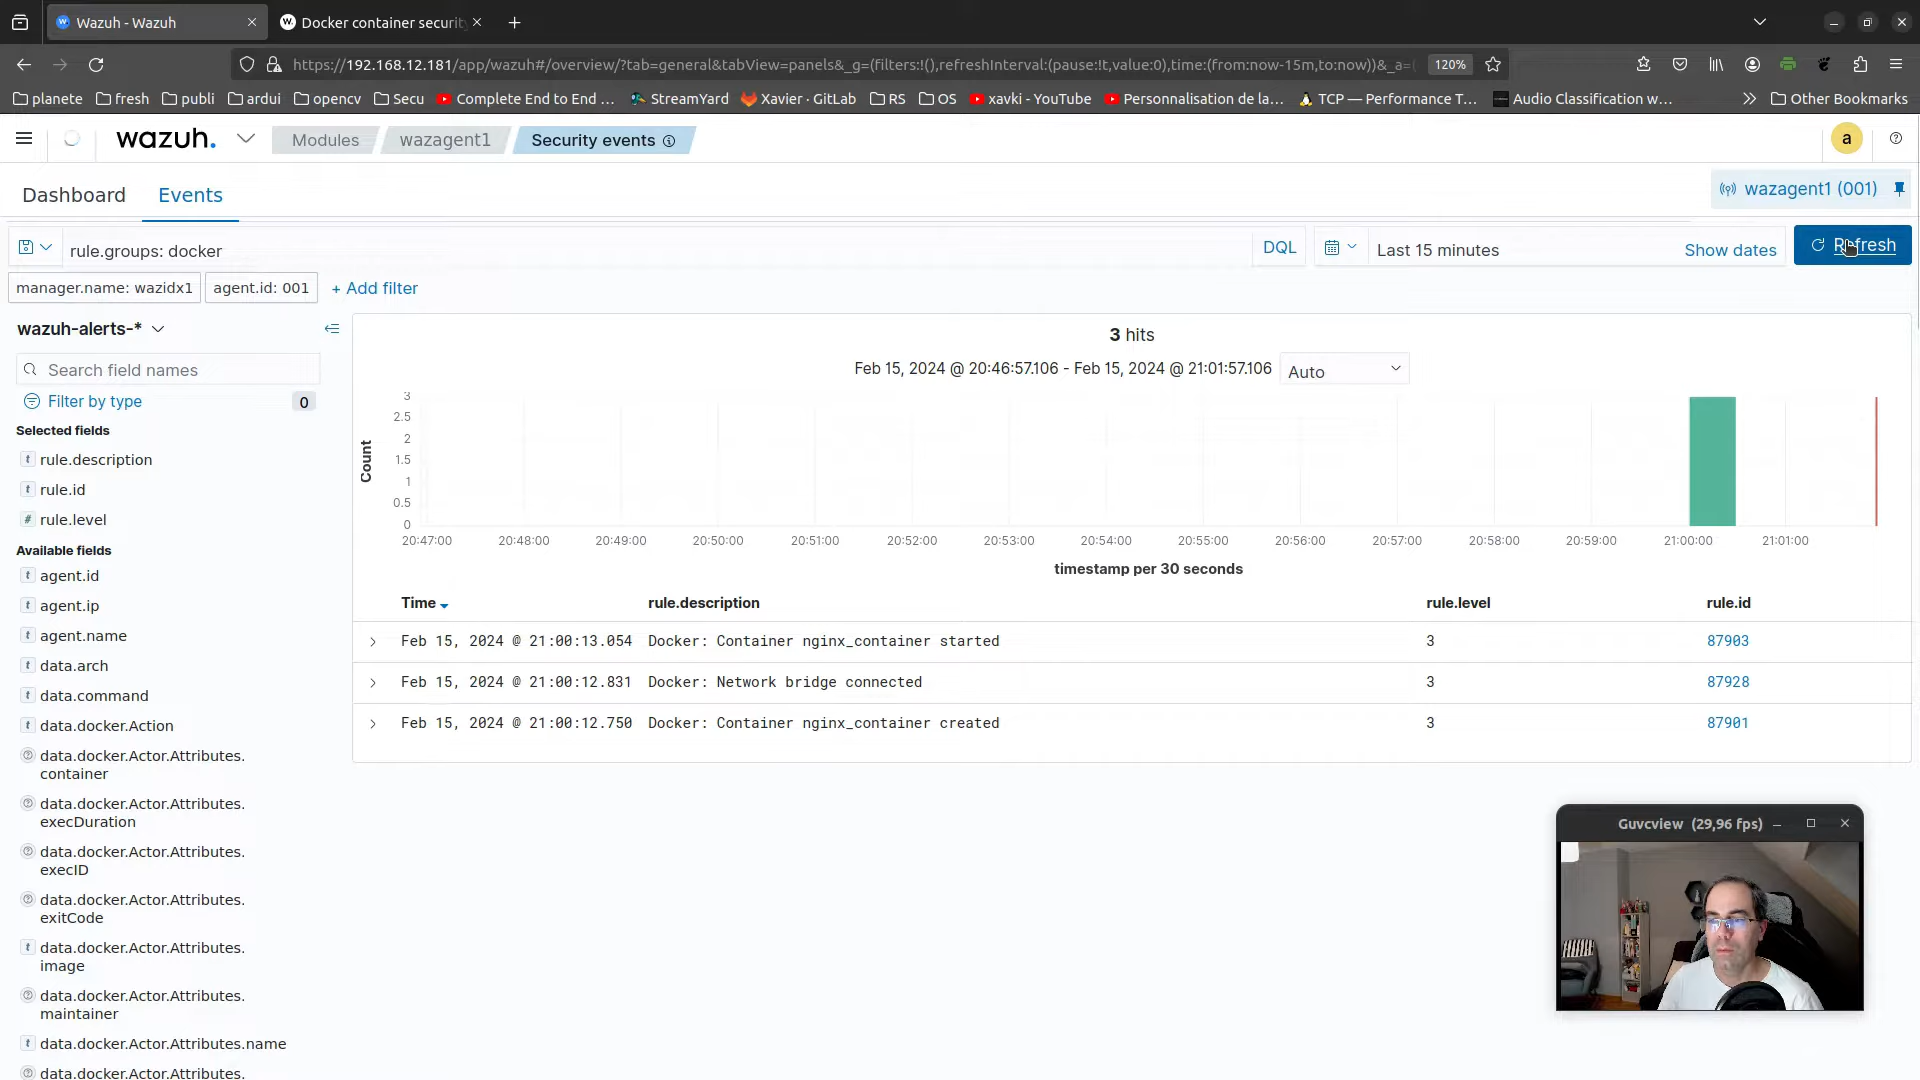 Wazuh - Wazuh
Docker container securit
https://192.168.12.181/app/wazuh#/overview/?tab=general&tabView=panels&_g=(filters:!(),refreshInterval:(pause:!t,value:0),time:(from:now-15m,to:now))&_a=(
120%
planete
fresh
publi
ardui
opencv
Secu
Complete End to End ...
StreamYard
Xavier · GitLab
RS
OS
xavki - YouTube
Personnalisation de la...
TCP — Performance T...
Audio Classification w...
Other Bookmarks
wazuh.
Modules
wazagent1
Security events
a
Dashboard
Events
wazagent1 (001)
rule.groups: docker
DQL
Last 15 minutes
Show dates
Refresh
manager.name: wazidx1
agent.id: 001
+ Add filter
wazuh-alerts-*
Search field names
Filter by type
0
Selected fields
t rule.description
t rule.id
# rule.level
Available fields
t agent.id
t agent.ip
t agent.name
t data.arch
t data.command
t data.docker.Action
data.docker.Actor.Attributes.
container
data.docker.Actor.Attributes.
execDuration
data.docker.Actor.Attributes.
execID
data.docker.Actor.Attributes.
exitCode
t data.docker.Actor.Attributes.
image
data.docker.Actor.Attributes.
maintainer
t data.docker.Actor.Attributes.name
data.docker.Actor.Attributes.
3 hits
Feb 15, 2024 @ 20:46:57.106 - Feb 15, 2024 @ 21:01:57.106
Auto
Count
3
2.5
2
1.5
1
0.5
0
20:47:00
20:48:00
20:49:00
20:50:00
20:51:00
20:52:00
20:53:00
20:54:00
20:55:00
20:56:00
20:57:00
20:58:00
20:59:00
21:00:00
21:01:00
timestamp per 30 seconds
Time rule.description rule.level rule.id
Feb 15, 2024 @ 21:00:13.054 Docker: Container nginx_container started 3 87903
Feb 15, 2024 @ 21:00:12.831 Docker: Network bridge connected 3 87928
Feb 15, 2024 @ 21:00:12.750 Docker: Container nginx_container created 3 87901
Guvcview (29,96 fps)